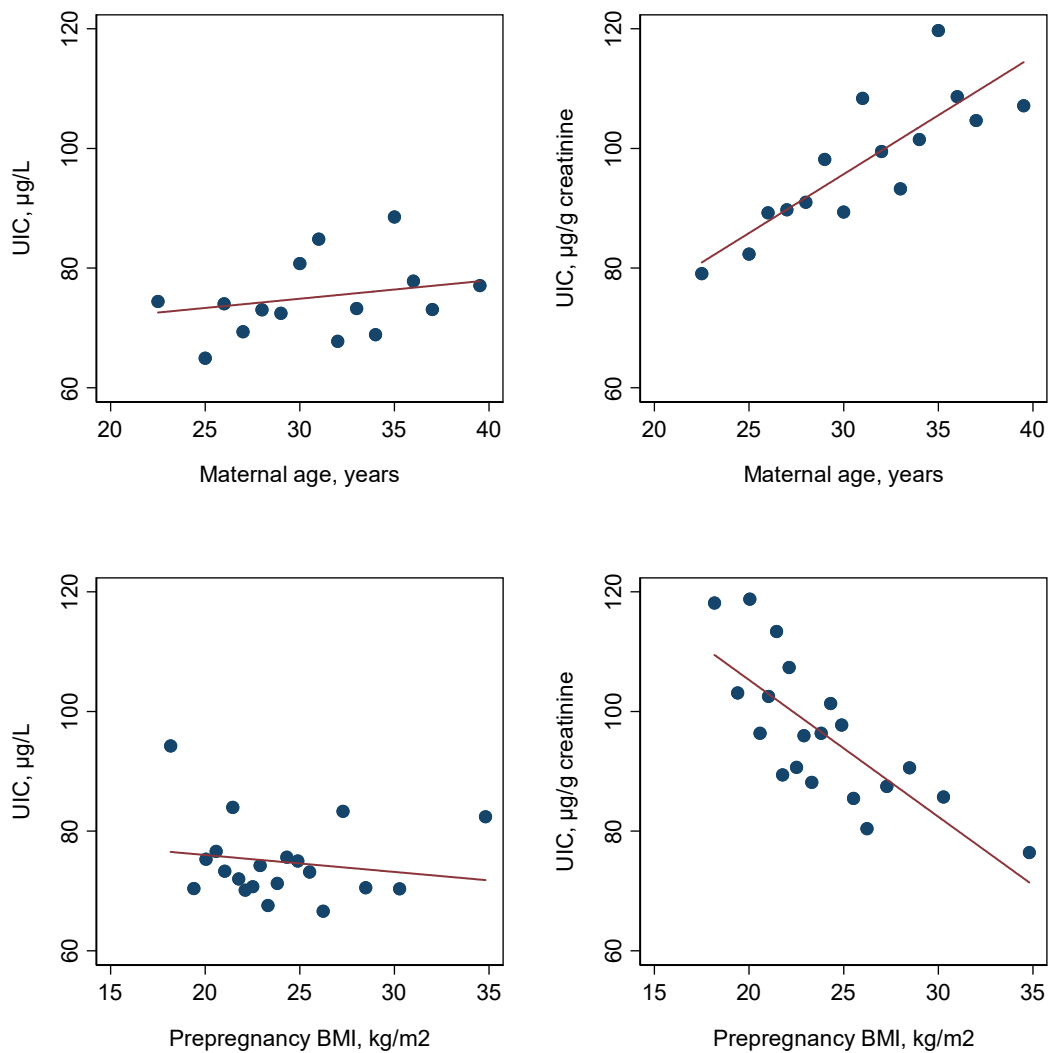 UIC, µg/L
120
100
80
60
20 25 30 35 40
Maternal age, years
UIC, µg/g creatinine
120
100
80
60
20 25 30 35 40
Maternal age, years
UIC, µg/L
120
100
80
60
15 20 25 30 35
Prepregnancy BMI, kg/m2
UIC, µg/g creatinine
120
100
80
60
15 20 25 30 35
Prepregnancy BMI, kg/m2